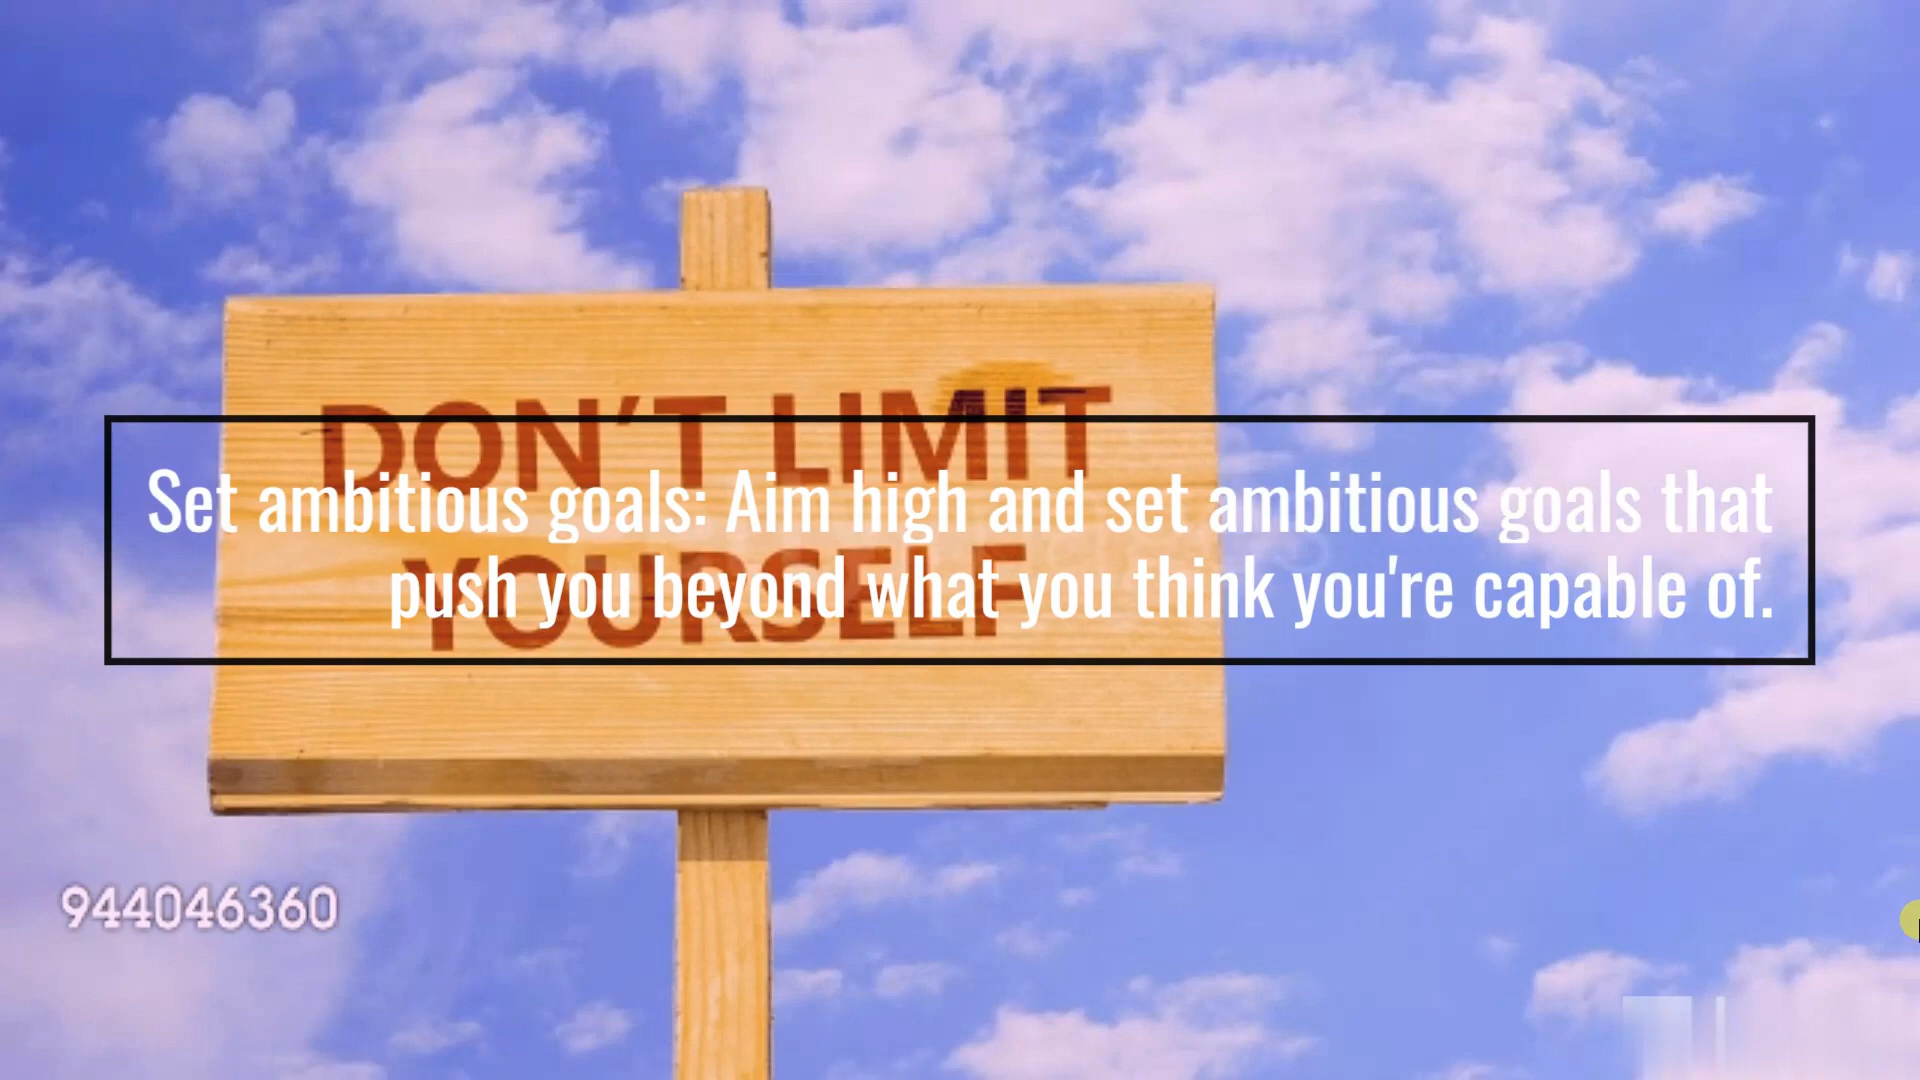 DON'T LIMIT
Set ambitious goals: Aim high and set ambitious goals that
YOURSELF
push you beyond what you think you're capable of.
944046360